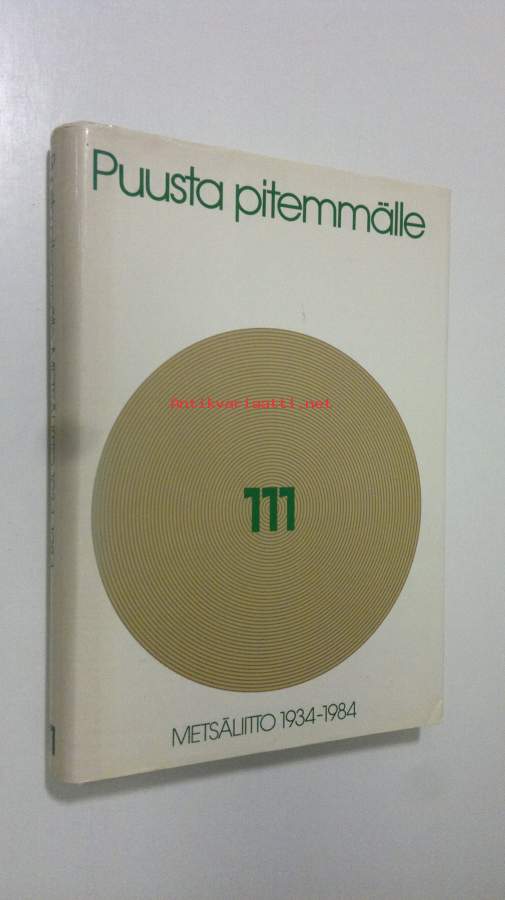 Puusta pitemmälle
Antikvariaatti.net
111
METSÄLIITTO 1934-1984